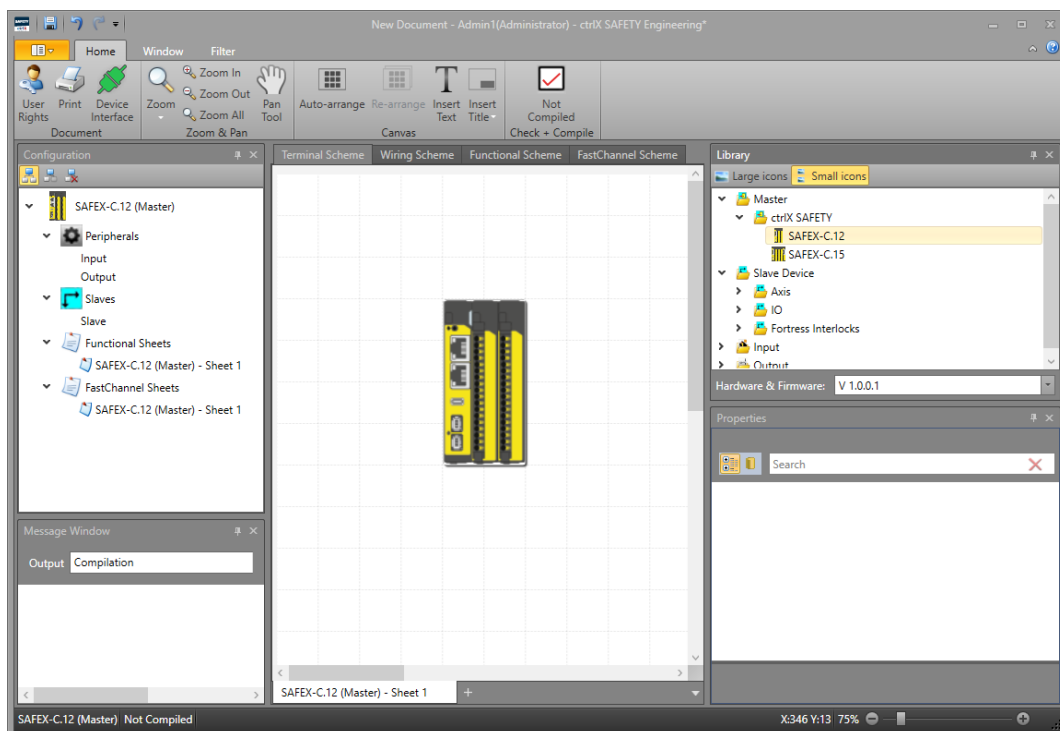 New Document - Admin1(Administrator) - ctrlX SAFETY Engineering*
Home Window Filter
User Rights
Print
Device Interface
Document
Zoom
Zoom In
Zoom Out
Zoom All
Pan Tool
Zoom & Pan
Auto-arrange
Re-arrange
Insert Text
Insert Title
Canvas
Not Compiled
Check + Compile
Configuration
SAFEX-C.12 (Master)
Peripherals
Input
Output
Slaves
Slave
Functional Sheets
SAFEX-C.12 (Master) - Sheet 1
FastChannel Sheets
SAFEX-C.12 (Master) - Sheet 1
Message Window
Output Compilation
Terminal Scheme Wiring Scheme Functional Scheme FastChannel Scheme
SAFEX-C.12 (Master) - Sheet 1 +
Library
Large icons Small icons
Master
ctrlX SAFETY
SAFEX-C.12
SAFEX-C.15
Slave Device
Axis
IO
Fortress Interlocks
Input
Output
Hardware & Firmware: V 1.0.0.1
Properties
Search
SAFEX-C.12 (Master) Not Compiled
X:346 Y:13 75%